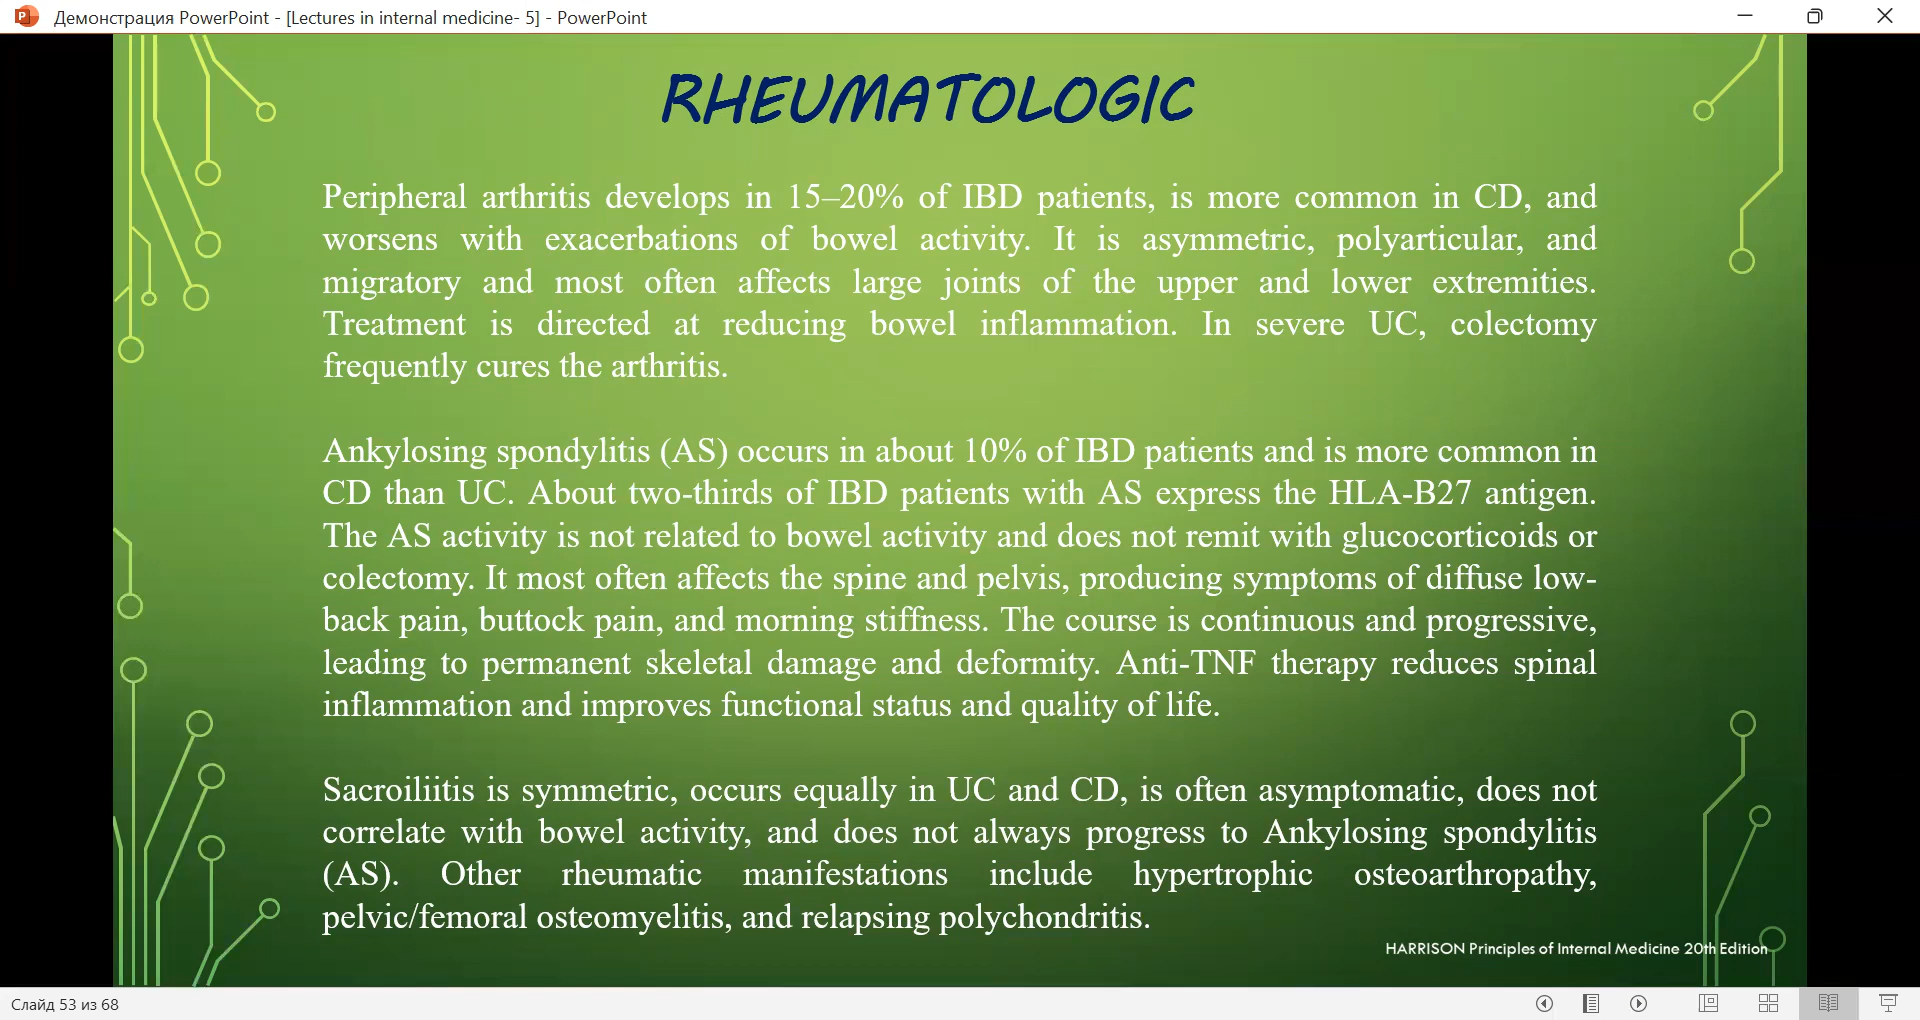 Демонстрация PowerPoint - [Lectures in internal medicine- 5] - PowerPoint
RHEUMATOLOGIC
Peripheral arthritis develops in 15–20% of IBD patients, is more common in CD, and
worsens with exacerbations of bowel activity. It is asymmetric, polyarticular, and
migratory and most often affects large joints of the upper and lower extremities.
Treatment is directed at reducing bowel inflammation. In severe UC, colectomy
frequently cures the arthritis.
Ankylosing spondylitis (AS) occurs in about 10% of IBD patients and is more common in
CD than UC. About two-thirds of IBD patients with AS express the HLA-B27 antigen.
The AS activity is not related to bowel activity and does not remit with glucocorticoids or
colectomy. It most often affects the spine and pelvis, producing symptoms of diffuse low-
back pain, buttock pain, and morning stiffness. The course is continuous and progressive,
leading to permanent skeletal damage and deformity. Anti-TNF therapy reduces spinal
inflammation and improves functional status and quality of life.
Sacroiliitis is symmetric, occurs equally in UC and CD, is often asymptomatic, does not
correlate with bowel activity, and does not always progress to Ankylosing spondylitis
(AS). Other rheumatic manifestations include hypertrophic osteoarthropathy,
pelvic/femoral osteomyelitis, and relapsing polychondritis.
HARRISON Principles of Internal Medicine 20th Edition
Слайд 53 из 68